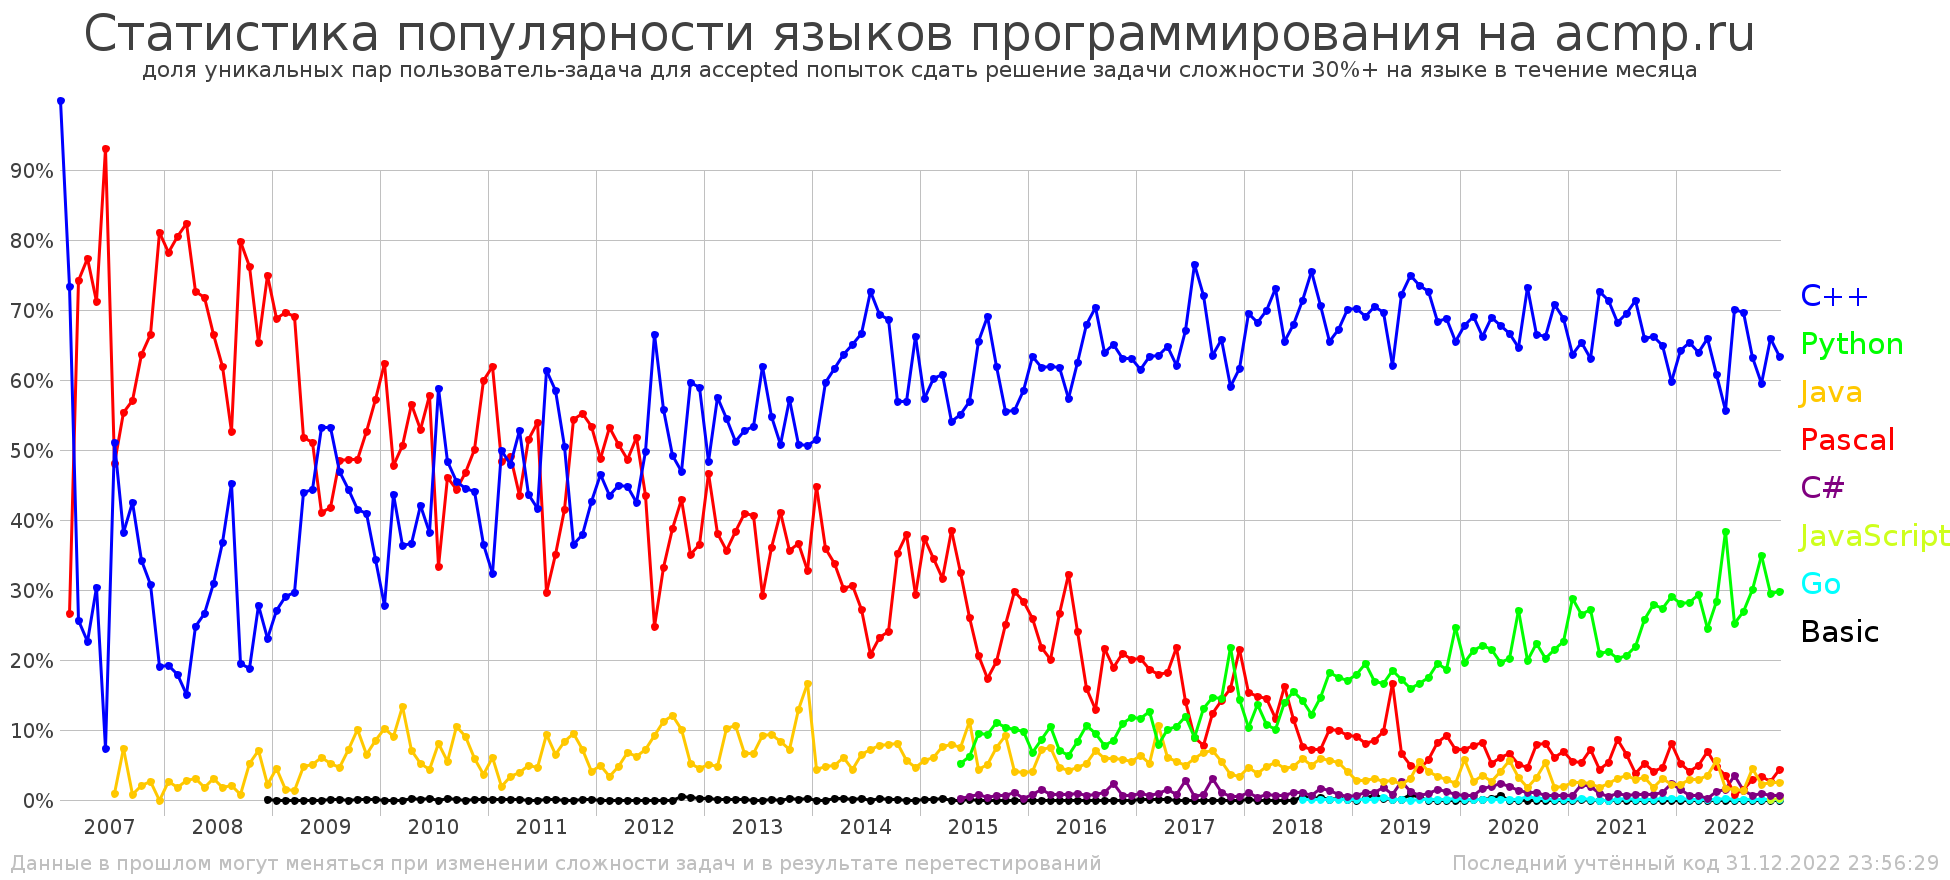 Статистика популярности языков программирования на acmp.ru
доля уникальных пар пользователь-задача для accepted попыток сдать решение задачи сложности 30%+ на языке в течение месяца
90%
80%
70%
60%
50%
40%
30%
20%
10%
0%
C++
Python
Java
Pascal
C#
JavaScript
Go
Basic
2007 2008 2009 2010 2011 2012 2013 2014 2015 2016 2017 2018 2019 2020 2021 2022
Данные в прошлом могут меняться при изменении сложности задач и в результате перетестирований
Последний учтённый код 31.12.2022 23:56:29